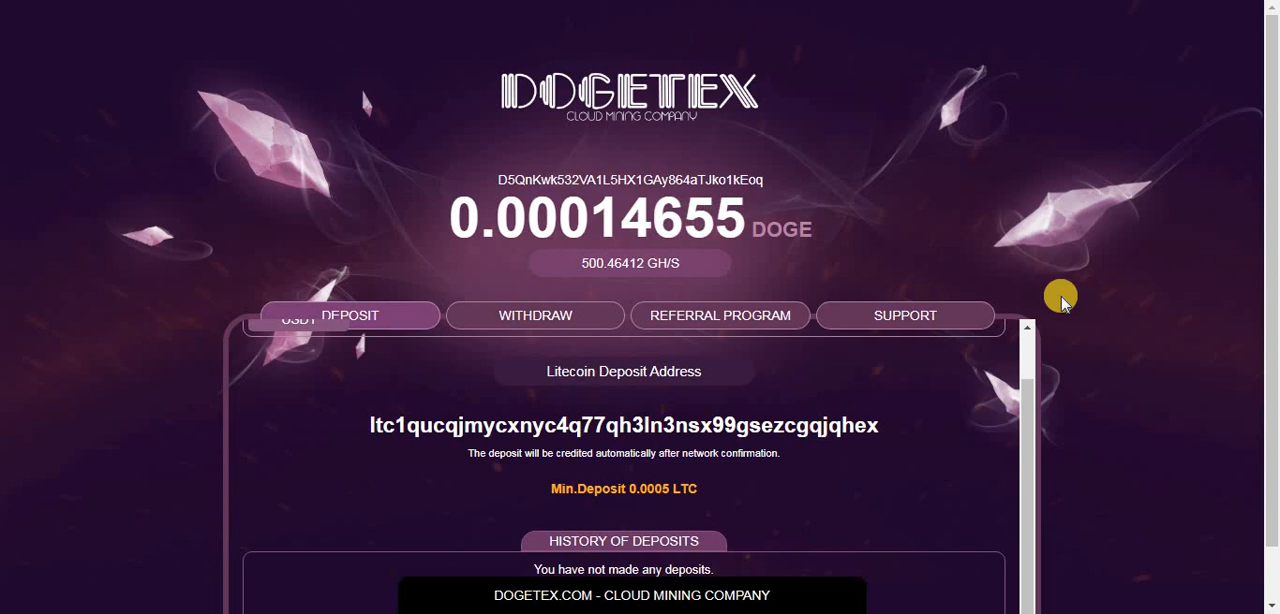 DOGETEX
CLOUD MINING COMPANY
D5QnKwk532VA1L5HX1GAy864aTJko1kEoq
0.00014655 DOGE
500.46412 GH/S
DEPOSIT WITHDRAW REFERRAL PROGRAM SUPPORT
USDT
Litecoin Deposit Address
ltc1qucqjmycxnyc4q77qh3ln3nsx99gsezcgqjqhex
The deposit will be credited automatically after network confirmation.
Min.Deposit 0.0005 LTC
HISTORY OF DEPOSITS
You have not made any deposits.
DOGETEX.COM - CLOUD MINING COMPANY